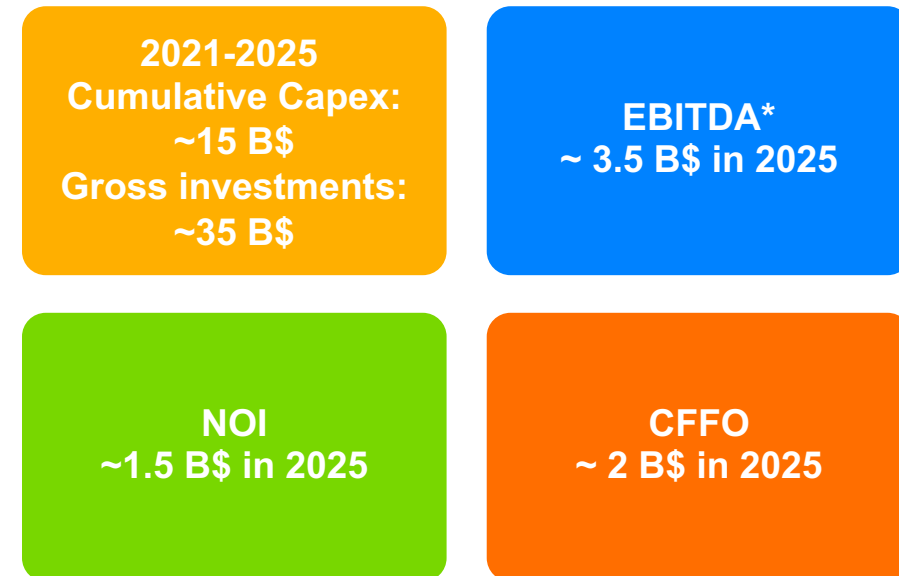 2021-2025
Cumulative Capex:
~15 B$
Gross investments:
~35 B$
EBITDA*
~ 3.5 B$ in 2025
NOI
~1.5 B$ in 2025
CFFO
~ 2 B$ in 2025